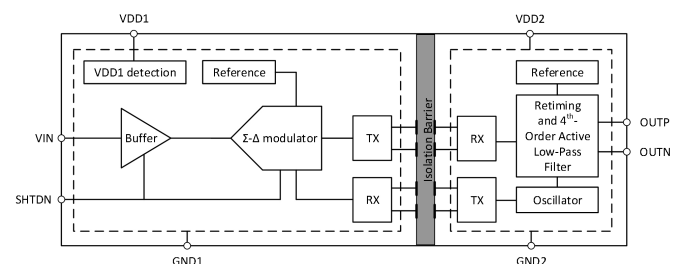 VDD1
VDD2
VDD1 detection
Reference
Reference
VIN
Buffer
Σ-Δ modulator
TX
RX
Isolation Barrier
RX
TX
Retiming
and 4th-
Order Active
Low-Pass
Filter
Oscillator
OUTP
OUTN
SHTDN
GND1
GND2